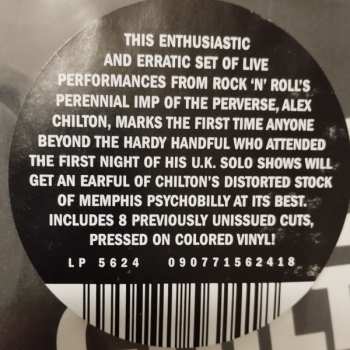 THIS ENTHUSIASTIC
AND ERRATIC SET OF LIVE
PERFORMANCES FROM ROCK 'N' ROLL'S
PERENNIAL IMP OF THE PERVERSE, ALEX
CHILTON, MARKS THE FIRST TIME ANYONE
BEYOND THE HARDY HANDFUL WHO ATTENDED
THE FIRST NIGHT OF HIS U.K. SOLO SHOWS WILL
GET AN EARFUL OF CHILTON'S DISTORTED STOCK
OF MEMPHIS PSYCHOBILLY AT ITS BEST.
INCLUDES 8 PREVIOUSLY UNISSUED CUTS,
PRESSED ON COLORED VINYL!
LP 5624 090771562418